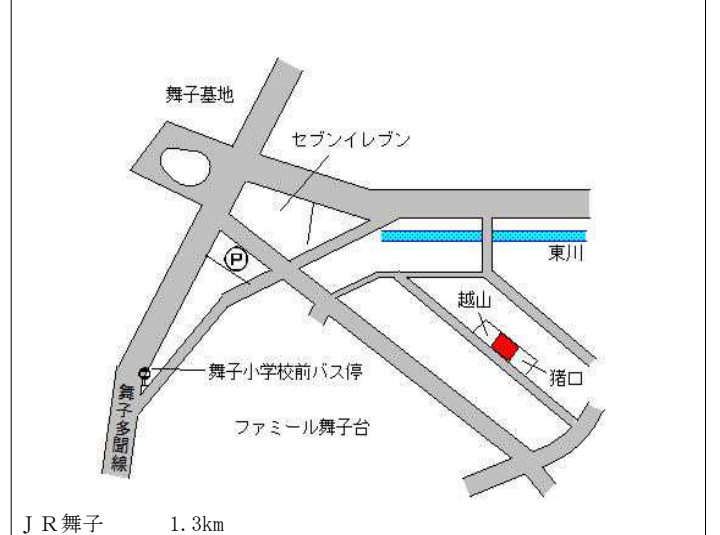 舞子墓地
セブンイレブン
Ⓟ
東川
越山
猪口
舞子小学校前バス停
舞子多聞線
ファミール舞子台
ＪＲ舞子　　　1.3km